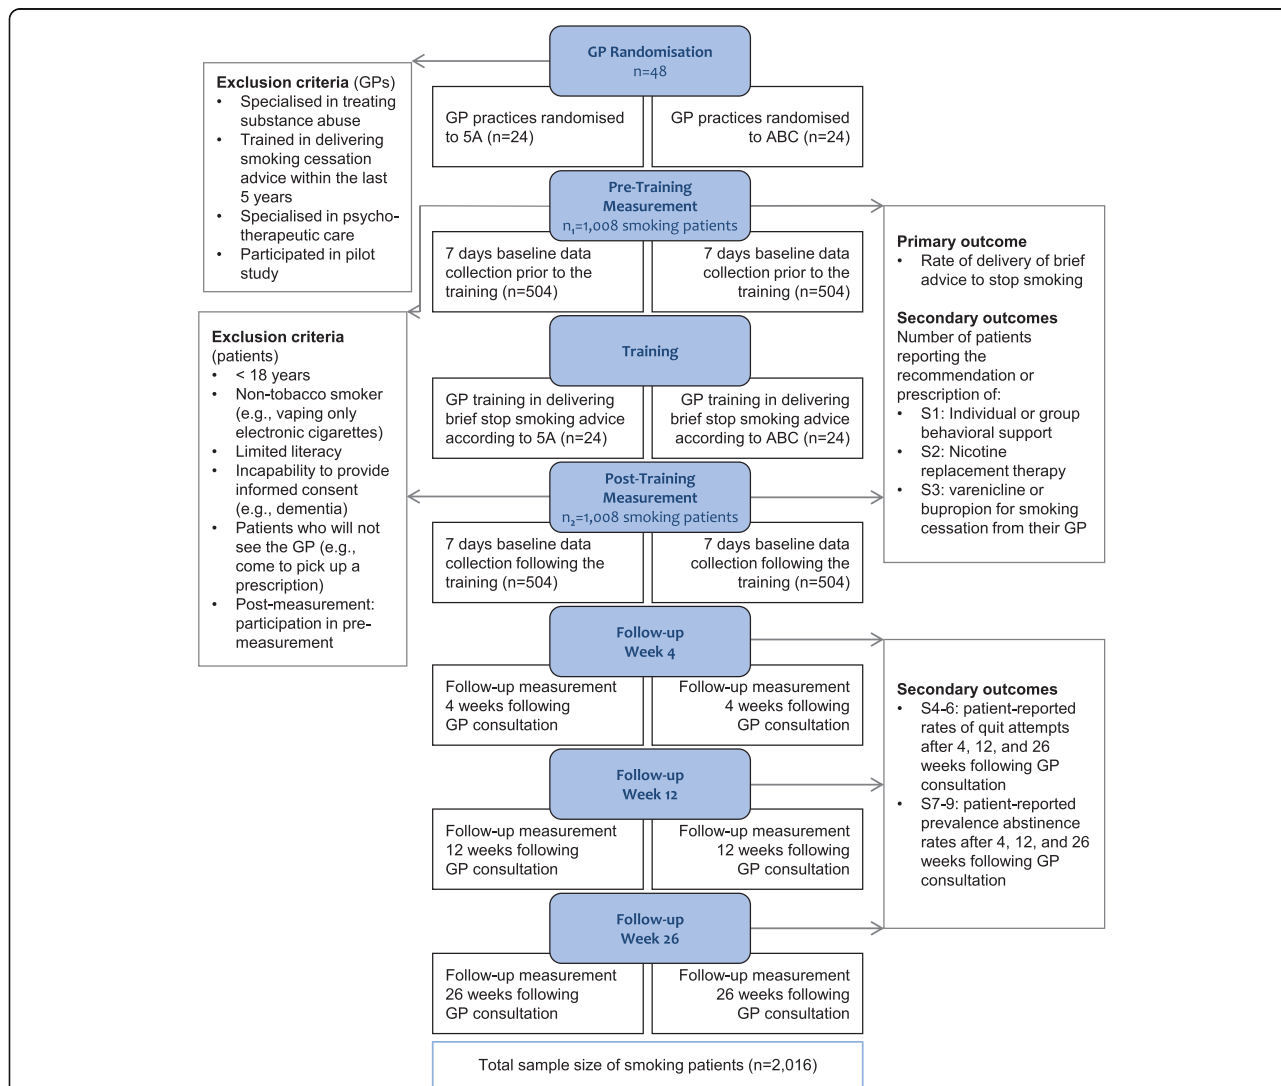 GP Randomisation
n=48
Exclusion criteria (GPs)
• Specialised in treating
substance abuse
• Trained in delivering
smoking cessation
advice within the last
5 years
• Specialised in psycho-
therapeutic care
• Participated in pilot
study
GP practices randomised
to 5A (n=24)
GP practices randomised
to ABC (n=24)
Pre-Training
Measurement
n₁=1,008 smoking patients
7 days baseline data
collection prior to the
training (n=504)
7 days baseline data
collection prior to the
training (n=504)
Primary outcome
• Rate of delivery of brief
advice to stop smoking
Secondary outcomes
Number of patients
reporting the
recommendation or
prescription of:
• S1: Individual or group
behavioral support
• S2: Nicotine
replacement therapy
• S3: varenicline or
bupropion for smoking
cessation from their GP
Exclusion criteria
(patients)
• < 18 years
• Non-tobacco smoker
(e.g., vaping only
electronic cigarettes)
• Limited literacy
• Incapability to provide
informed consent
(e.g., dementia)
• Patients who will not
see the GP (e.g.,
come to pick up a
prescription)
• Post-measurement:
participation in pre-
measurement
Training
GP training in delivering
brief stop smoking advice
according to 5A (n=24)
GP training in delivering
brief stop smoking advice
according to ABC (n=24)
Post-Training
Measurement
n₂=1,008 smoking patients
7 days baseline data
collection following the
training (n=504)
7 days baseline data
collection following the
training (n=504)
Follow-up
Week 4
Follow-up measurement
4 weeks following
GP consultation
Follow-up measurement
4 weeks following
GP consultation
Secondary outcomes
• S4-6: patient-reported
rates of quit attempts
after 4, 12, and 26
weeks following GP
consultation
• S7-9: patient-reported
prevalence abstinence
rates after 4, 12, and 26
weeks following GP
consultation
Follow-up
Week 12
Follow-up measurement
12 weeks following
GP consultation
Follow-up measurement
12 weeks following
GP consultation
Follow-up
Week 26
Follow-up measurement
26 weeks following
GP consultation
Follow-up measurement
26 weeks following
GP consultation
Total sample size of smoking patients (n=2,016)